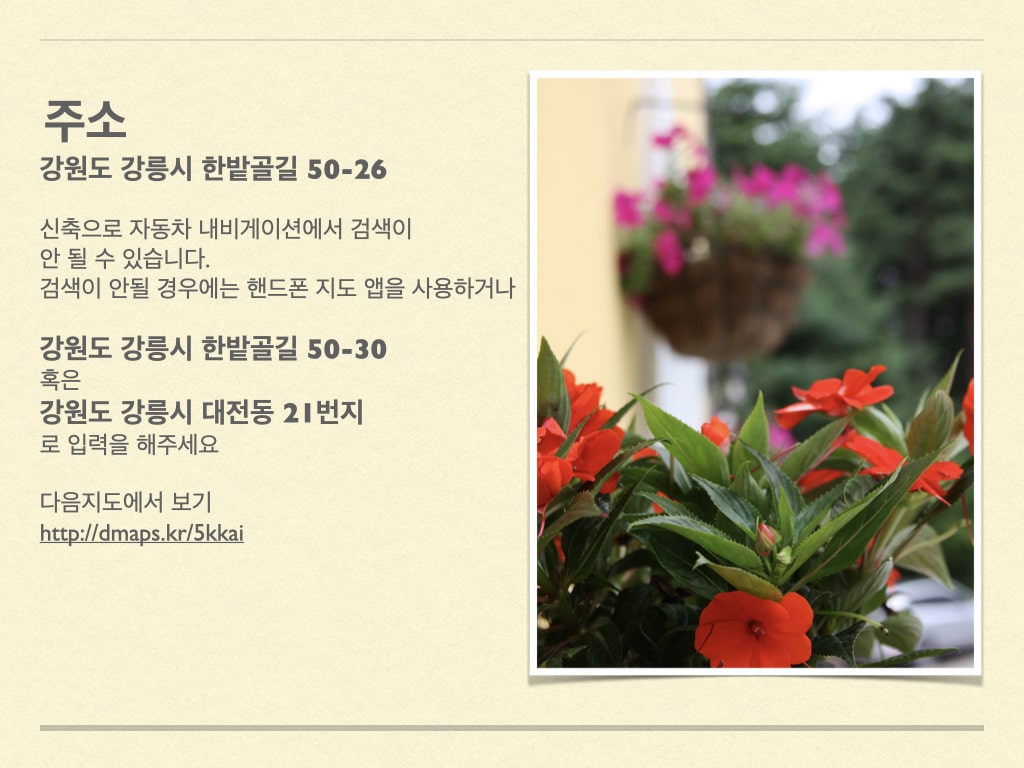 주소
강원도 강릉시 한밭골길 50-26
신축으로 자동차 내비게이션에서 검색이
안 될 수 있습니다.
검색이 안될 경우에는 핸드폰 지도 앱을 사용하거나
강원도 강릉시 한밭골길 50-30
혹은
강원도 강릉시 대전동 21번지
로 입력을 해주세요
다음지도에서 보기
http://dmaps.kr/5kkai